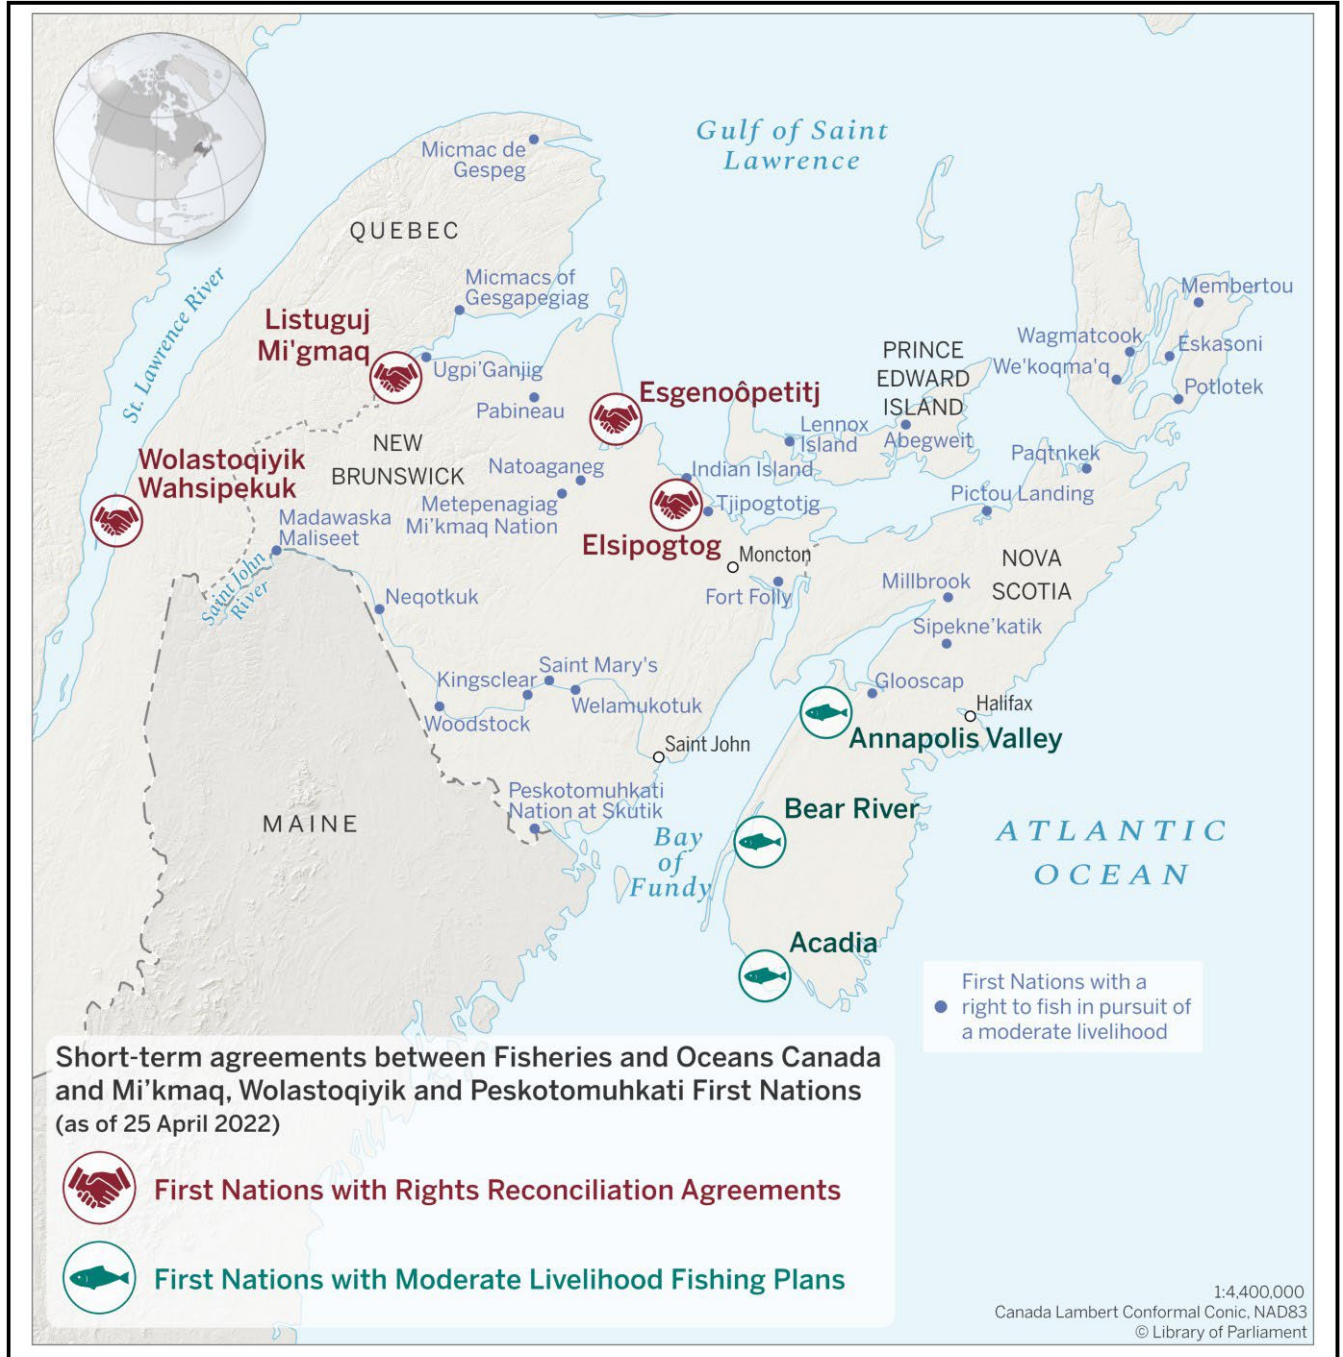 Gulf of Saint
Lawrence
Micmac de
Gespeg
QUEBEC
St. Lawrence River
Micmacs of
Gesgapegiag
Membertou
Listuguj
Mi'gmaq
Wagmatcook
Eskasoni
We'koqma'q
Potlotek
PRINCE
EDWARD
ISLAND
Abegweit
Ugpi’Ganjig
Pabineau
Esgenoôpetitj
Lennox
Island
NEW
BRUNSWICK
Wolastoqiyik
Wahsipekuk
Natoaganeg
Metepenagiag
Mi’kmaq Nation
Indian Island
Tjipogtotjg
Paqtnkek
Pictou Landing
Madawaska
Maliseet
Elsipogtog
Moncton
Saint John
River
Neqotkuk
Fort Folly
NOVA
SCOTIA
Millbrook
Sipekne’katik
Kingsclear
Saint Mary's
Woodstock
Welamukotuk
Glooscap
Halifax
Annapolis Valley
Saint John
Peskotomuhkati
Nation at Skutik
MAINE
Bear River
Bay
of
Fundy
ATLANTIC
OCEAN
Acadia
First Nations with a
right to fish in pursuit of
a moderate livelihood
Short-term agreements between Fisheries and Oceans Canada
and Mi’kmaq, Wolastoqiyik and Peskotomuhkati First Nations
(as of 25 April 2022)
First Nations with Rights Reconciliation Agreements
First Nations with Moderate Livelihood Fishing Plans
1:4,400,000
Canada Lambert Conformal Conic, NAD83
© Library of Parliament